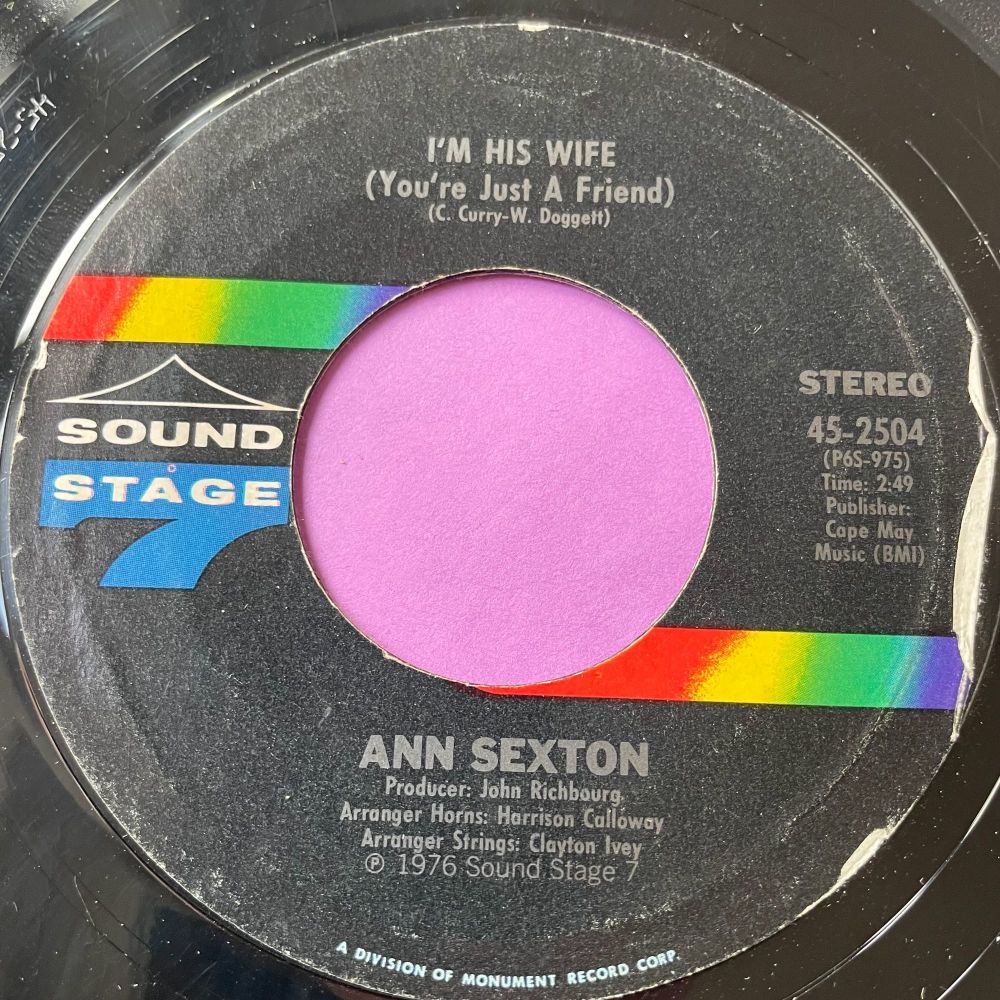 I'M HIS WIFE
(You're Just A Friend)
(C. Curry-W. Doggett)
SOUND
STAGE
7
STEREO
45-2504
(P6S-975)
Time: 2:49
Publisher:
Cape May
Music (BMI)
ANN SEXTON
Producer: John Richbourg
Arranger Horns: Harrison Calloway
Arranger Strings: Clayton Ivey
℗ 1976 Sound Stage 7
A DIVISION OF MONUMENT RECORD CORP.